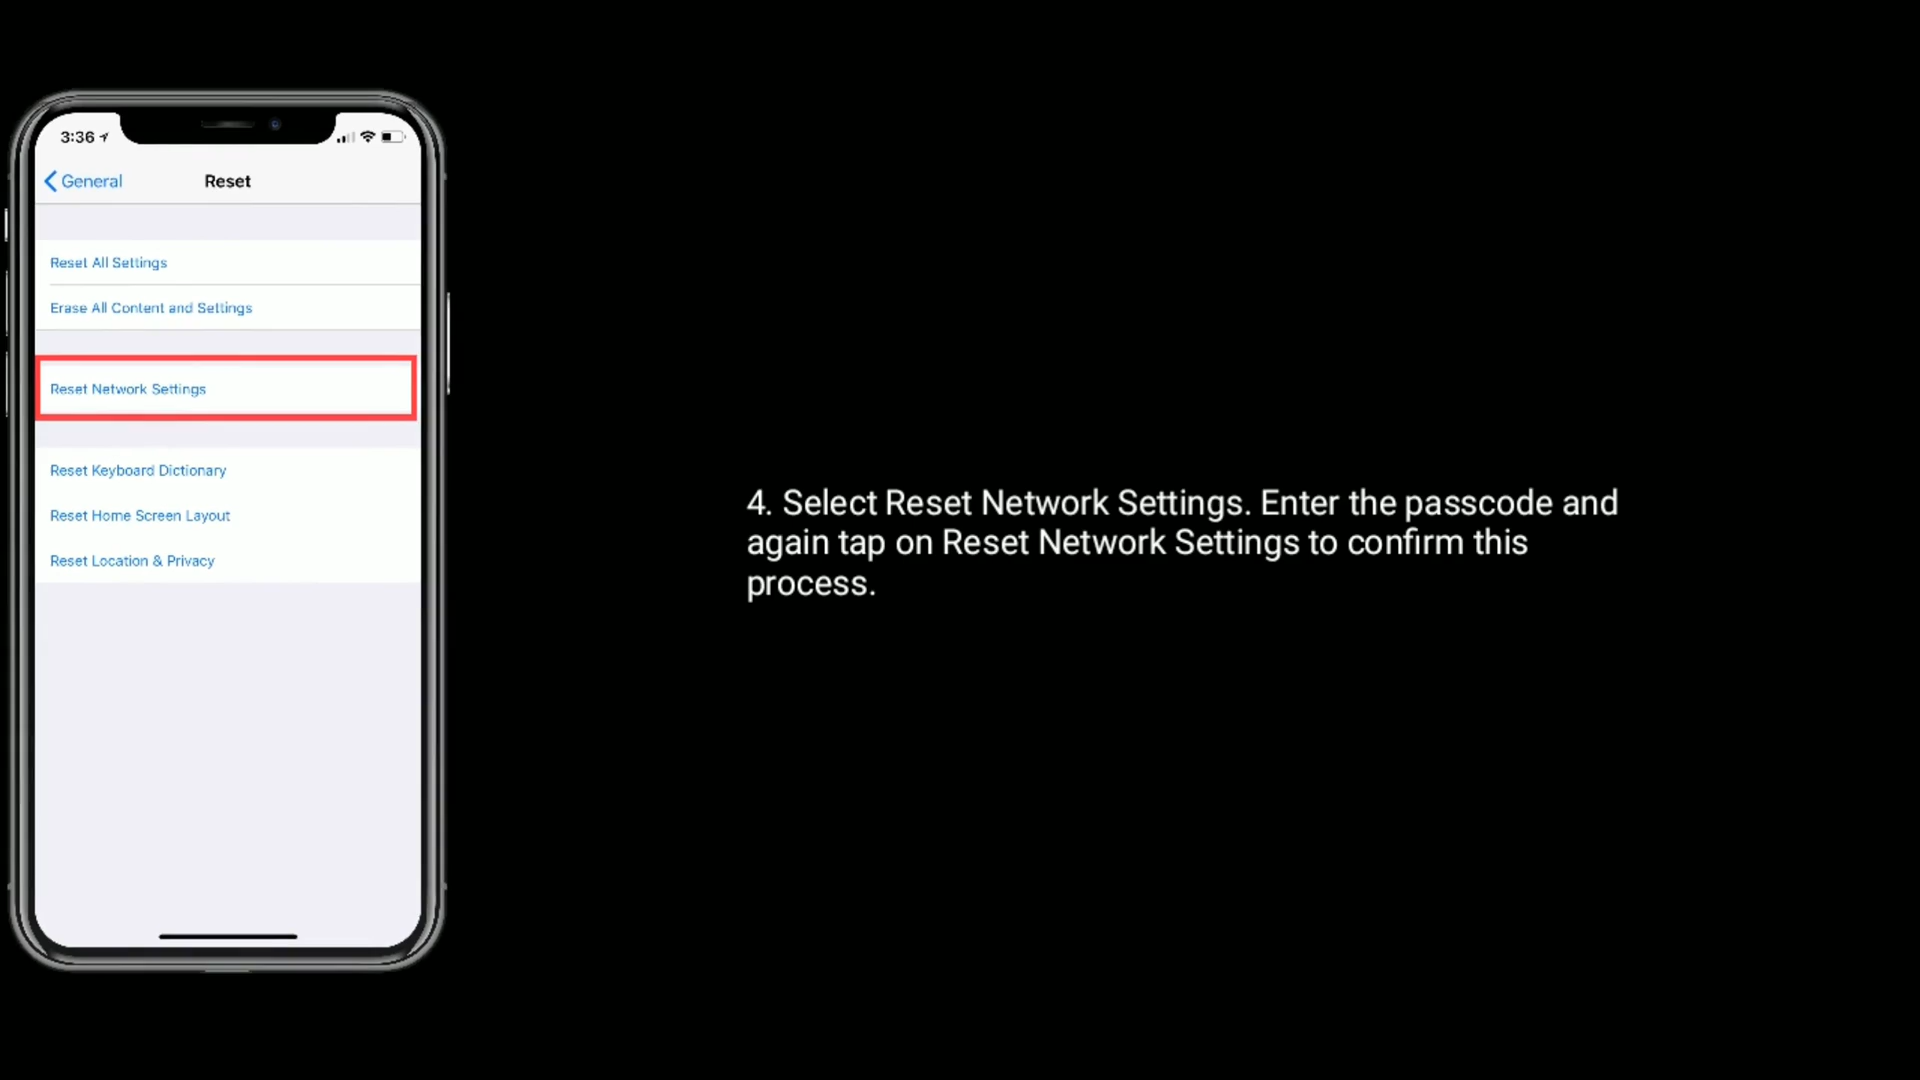 3:36
General
Reset
Reset All Settings
Erase All Content and Settings
Reset Network Settings
Reset Keyboard Dictionary
Reset Home Screen Layout
Reset Location & Privacy
4. Select Reset Network Settings. Enter the passcode and
again tap on Reset Network Settings to confirm this
process.